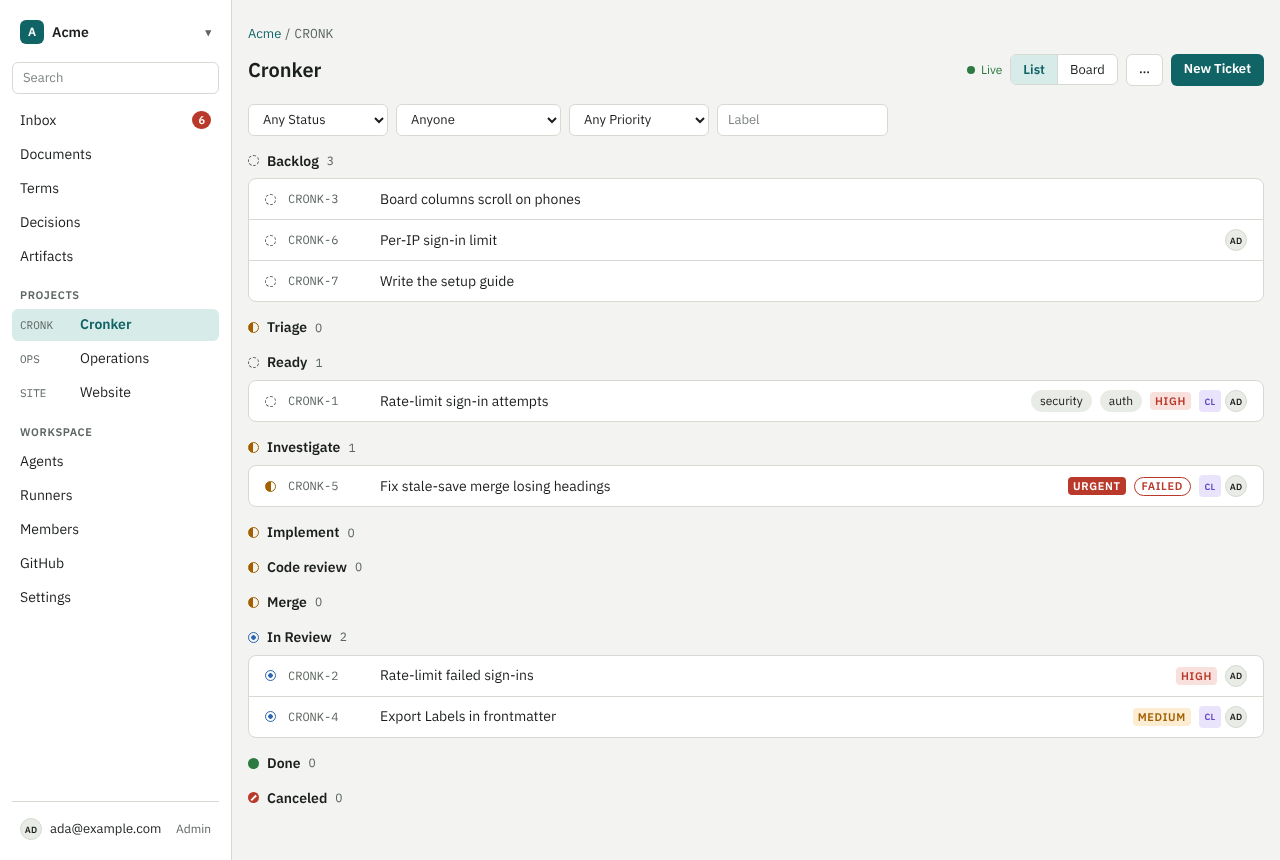 A Acme ▾
Search
Inbox 6
Documents
Terms
Decisions
Artifacts
PROJECTS
CRONK Cronker
OPS Operations
SITE Website
WORKSPACE
Agents
Runners
Members
GitHub
Settings
AD ada@example.com Admin
Acme / CRONK
Cronker
Live List Board … New Ticket
Any Status Anyone Any Priority Label
Backlog 3
CRONK-3 Board columns scroll on phones
CRONK-6 Per-IP sign-in limit AD
CRONK-7 Write the setup guide
Triage 0
Ready 1
CRONK-1 Rate-limit sign-in attempts security auth HIGH CL AD
Investigate 1
CRONK-5 Fix stale-save merge losing headings URGENT FAILED CL AD
Implement 0
Code review 0
Merge 0
In Review 2
CRONK-2 Rate-limit failed sign-ins HIGH AD
CRONK-4 Export Labels in frontmatter MEDIUM CL AD
Done 0
Canceled 0